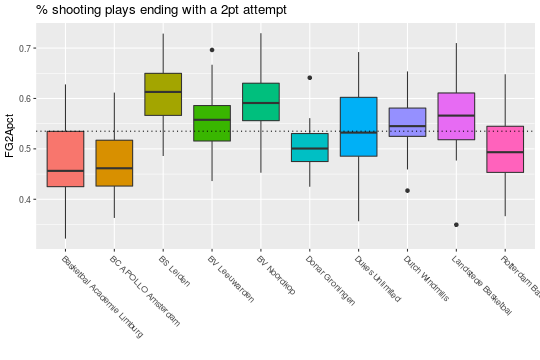 % shooting plays ending with a 2pt attempt
FG2Apct
0.7
0.6
0.5
0.4
Basketbal Academie Limburg
BC APOLLO Amsterdam
BS Leiden
BV Leeuwarden
BV Noordkop
Donar Groningen
Dukes Unlimited
Dutch Windmills
Landstede Basketbal
Rotterdam Bas